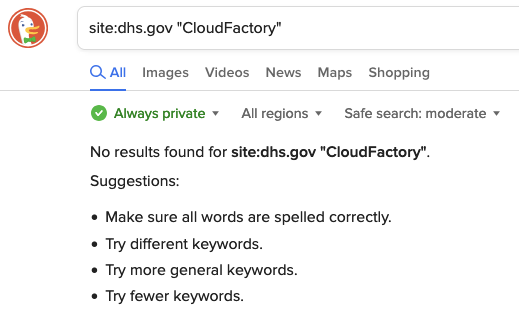 site:dhs.gov "CloudFactory"
All Images Videos News Maps Shopping
Always private All regions Safe search: moderate
No results found for site:dhs.gov "CloudFactory".
Suggestions:
• Make sure all words are spelled correctly.
• Try different keywords.
• Try more general keywords.
• Try fewer keywords.